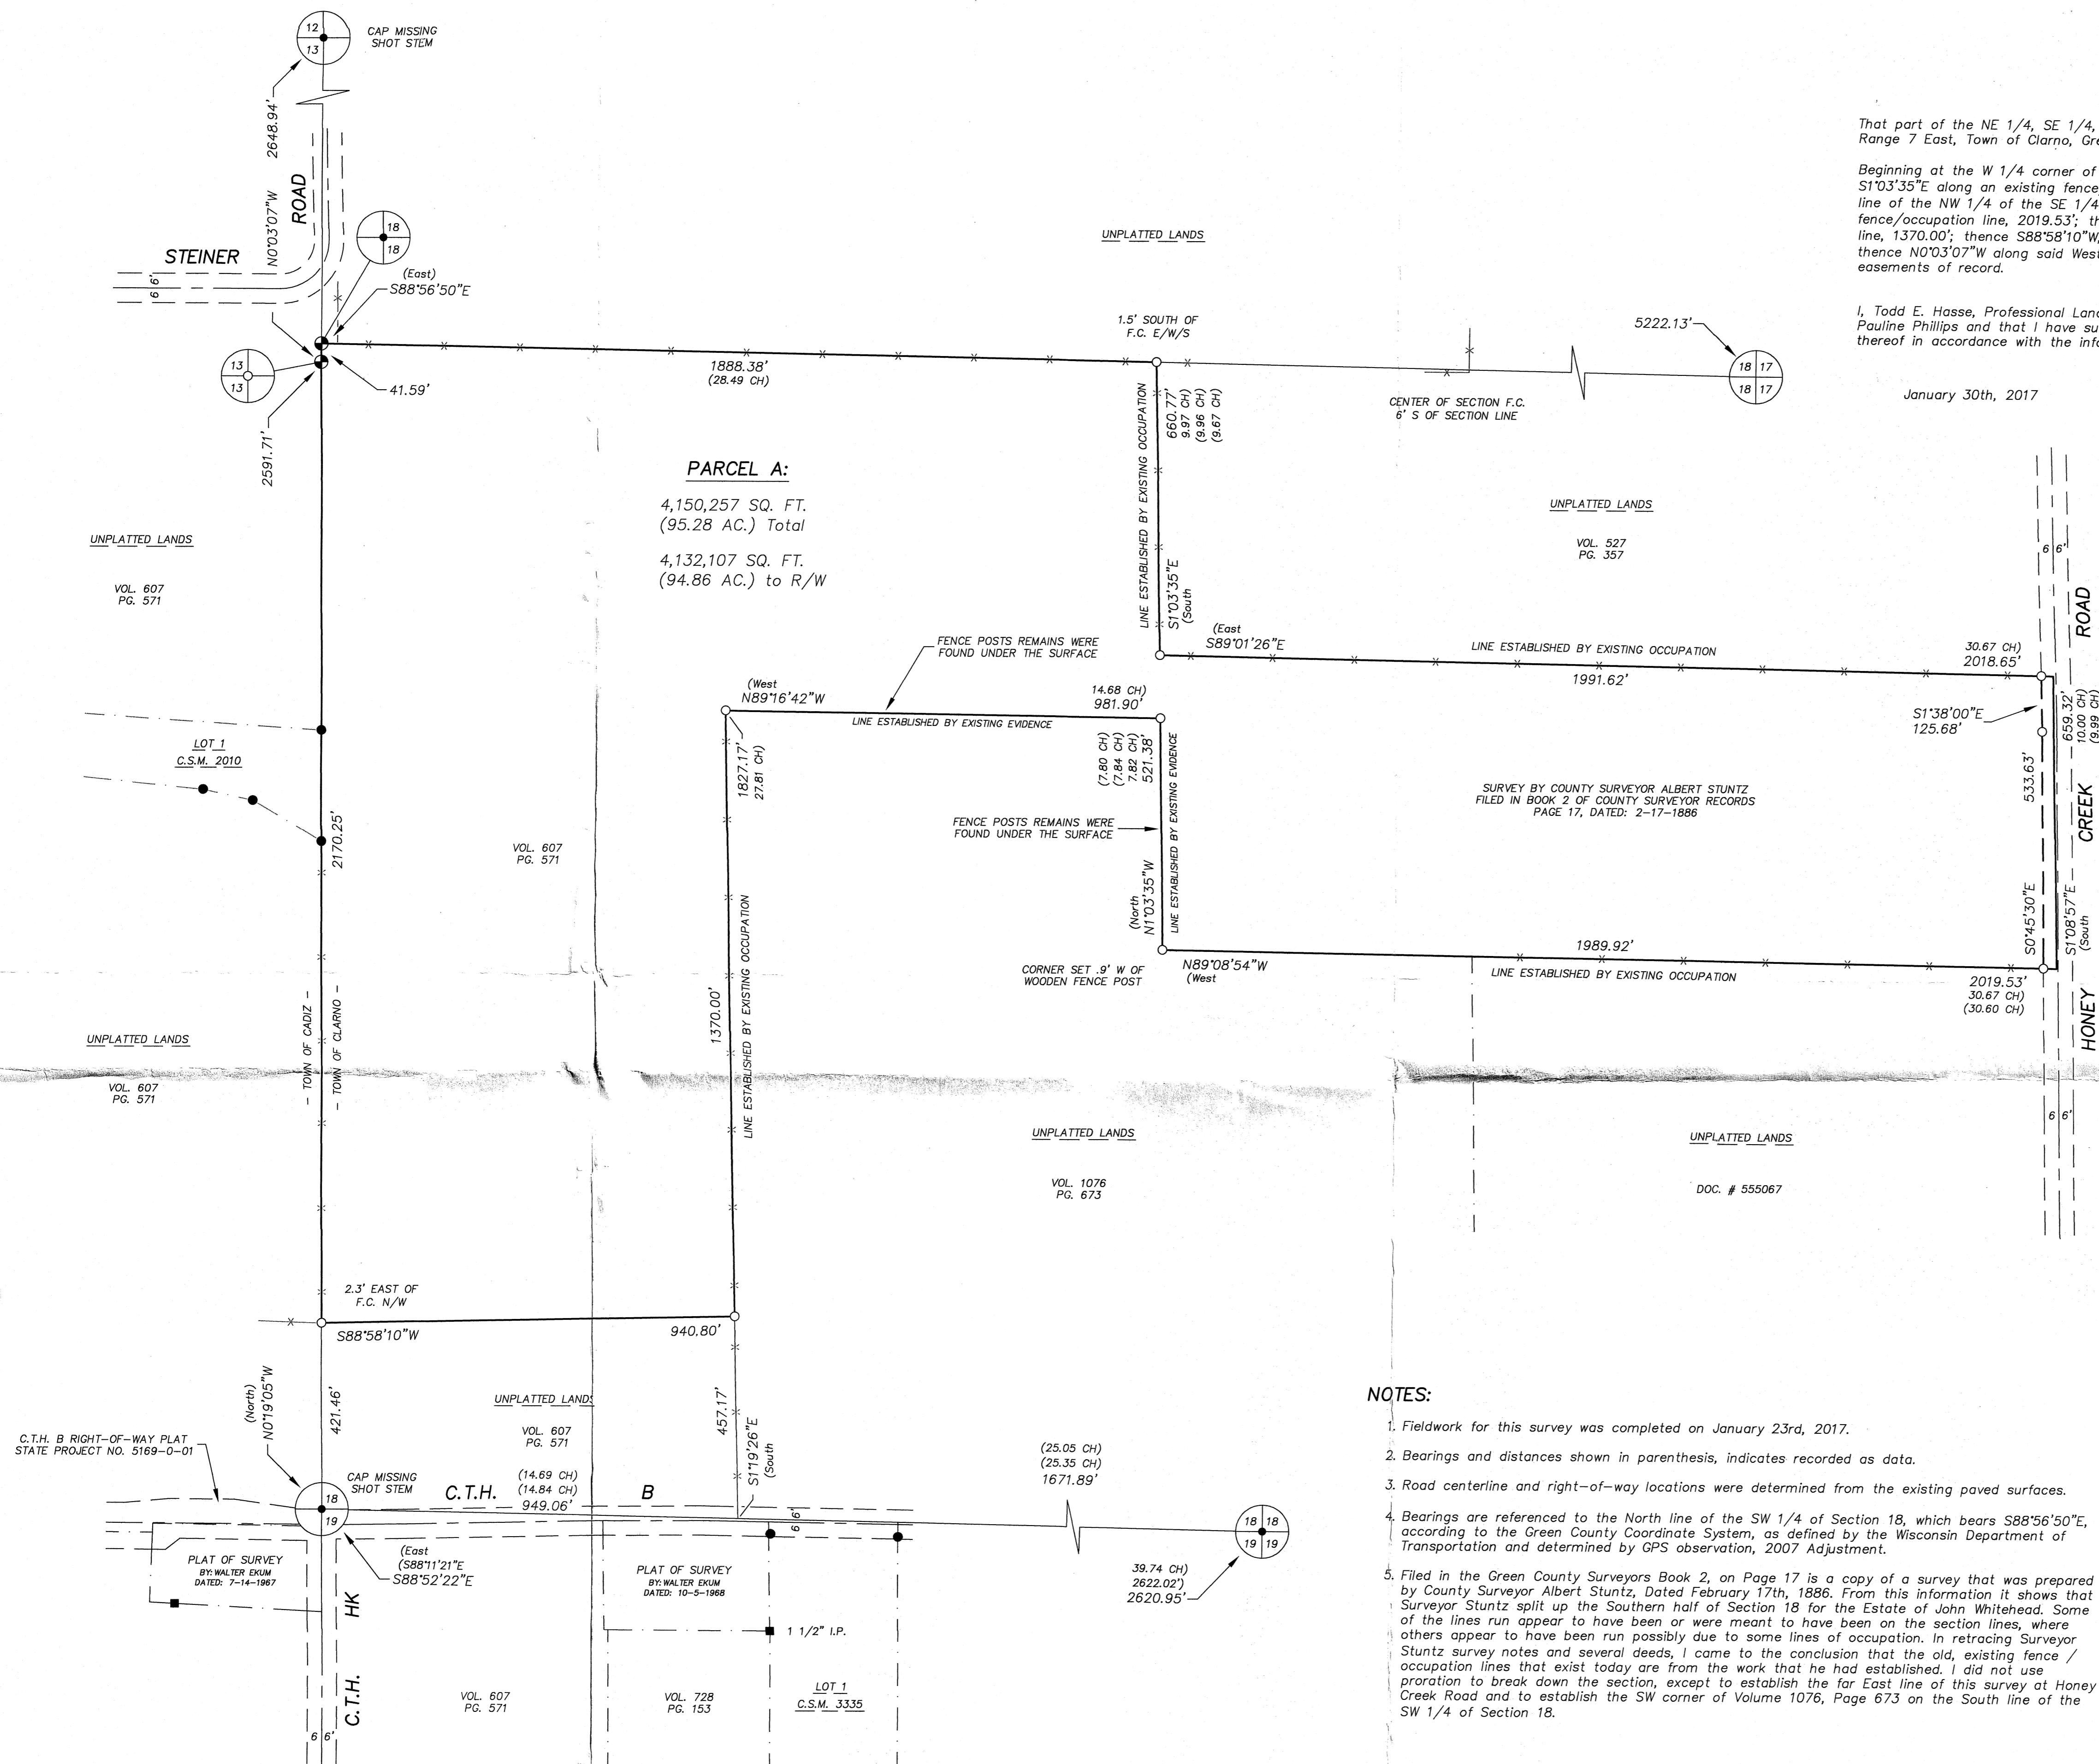 12
13
CAP MISSING
SHOT STEM
2648.94'
N0°03'07"W
ROAD
STEINER
6 6'
18
18
(East)
S88°56'50"E
13
13
41.59'
2591.71'
1888.38'
(28.49 CH)
UNPLATTED LANDS
1.5' SOUTH OF
F.C. E/W/S
5222.13'
18 17
18 17
CENTER OF SECTION F.C.
6' S OF SECTION LINE
That part of the NE 1/4, SE 1/4,
Range 7 East, Town of Clarno, Gre
Beginning at the W 1/4 corner of
S1°03'35"E along an existing fence,
line of the NW 1/4 of the SE 1/4
fence/occupation line, 2019.53'; th
line, 1370.00'; thence S88°58'10"W,
thence N0°03'07"W along said West
easements of record.
I, Todd E. Hasse, Professional Land
Pauline Phillips and that I have su
thereof in accordance with the info
January 30th, 2017
PARCEL A:
4,150,257 SQ. FT.
(95.28 AC.) Total
4,132,107 SQ. FT.
(94.86 AC.) to R/W
LINE ESTABLISHED BY EXISTING OCCUPATION
660.77'
9.97 CH)
(9.96 CH)
(9.67 CH)
S1°03'35"E
(South
UNPLATTED LANDS
VOL. 527
PG. 357
6 6'
ROAD
UNPLATTED LANDS
VOL. 607
PG. 571
FENCE POSTS REMAINS WERE
FOUND UNDER THE SURFACE
(East
S89°01'26"E
LINE ESTABLISHED BY EXISTING OCCUPATION
1991.62'
30.67 CH)
2018.65'
(West
N89°16'42"W
14.68 CH)
981.90'
LINE ESTABLISHED BY EXISTING EVIDENCE
S1°38'00"E
125.68'
659.32'
10.00 CH)
(9.99 CH)
LOT 1
C.S.M. 2010
1827.17'
27.81 CH)
(7.80 CH)
(7.84 CH)
7.82 CH)
521.38'
LINE ESTABLISHED BY EXISTING EVIDENCE
FENCE POSTS REMAINS WERE
FOUND UNDER THE SURFACE
SURVEY BY COUNTY SURVEYOR ALBERT STUNTZ
FILED IN BOOK 2 OF COUNTY SURVEYOR RECORDS
PAGE 17, DATED: 2-17-1886
533.63'
CREEK
2170.25'
VOL. 607
PG. 571
(North
N1°03'35"W
S0°45'30"E
S1°08'57"E
(South
1370.00'
LINE ESTABLISHED BY EXISTING OCCUPATION
CORNER SET .9' W OF
WOODEN FENCE POST
N89°08'54"W
(West
1989.92'
LINE ESTABLISHED BY EXISTING OCCUPATION
2019.53'
30.67 CH)
(30.60 CH)
HONEY
- TOWN OF CADIZ -
- TOWN OF CLARNO -
UNPLATTED LANDS
VOL. 607
PG. 571
UNPLATTED LANDS
VOL. 1076
PG. 673
UNPLATTED LANDS
DOC. # 555067
6 6'
2.3' EAST OF
F.C. N/W
S88°58'10"W
940.80'
(North)
N0°19'05"W
421.46'
UNPLATTED LANDS
VOL. 607
PG. 571
457.17'
S1°19'26"E
(South
C.T.H. B RIGHT-OF-WAY PLAT
STATE PROJECT NO. 5169-0-01
CAP MISSING
SHOT STEM
18
19
(14.69 CH)
(14.84 CH)
949.06'
C.T.H. B
6 6'
(25.05 CH)
(25.35 CH)
1671.89'
18 18
19 19
39.74 CH)
2622.02')
2620.95'
PLAT OF SURVEY
BY: WALTER EKUM
DATED: 7-14-1967
(East
(S88°11'21"E
S88°52'22"E
PLAT OF SURVEY
BY: WALTER EKUM
DATED: 10-5-1968
1 1/2" I.P.
C.T.H. HK
6 6'
VOL. 607
PG. 571
VOL. 728
PG. 153
LOT 1
C.S.M. 3335
NOTES:
1. Fieldwork for this survey was completed on January 23rd, 2017.
2. Bearings and distances shown in parenthesis, indicates recorded as data.
3. Road centerline and right-of-way locations were determined from the existing paved surfaces.
4. Bearings are referenced to the North line of the SW 1/4 of Section 18, which bears S88°56'50"E,
according to the Green County Coordinate System, as defined by the Wisconsin Department of
Transportation and determined by GPS observation, 2007 Adjustment.
5. Filed in the Green County Surveyors Book 2, on Page 17 is a copy of a survey that was prepared
by County Surveyor Albert Stuntz, Dated February 17th, 1886. From this information it shows that
Surveyor Stuntz split up the Southern half of Section 18 for the Estate of John Whitehead. Some
of the lines run appear to have been or were meant to have been on the section lines, where
others appear to have been run possibly due to some lines of occupation. In retracing Surveyor
Stuntz survey notes and several deeds, I came to the conclusion that the old, existing fence /
occupation lines that exist today are from the work that he had established. I did not use
proration to break down the section, except to establish the far East line of this survey at Honey
Creek Road and to establish the SW corner of Volume 1076, Page 673 on the South line of the
SW 1/4 of Section 18.